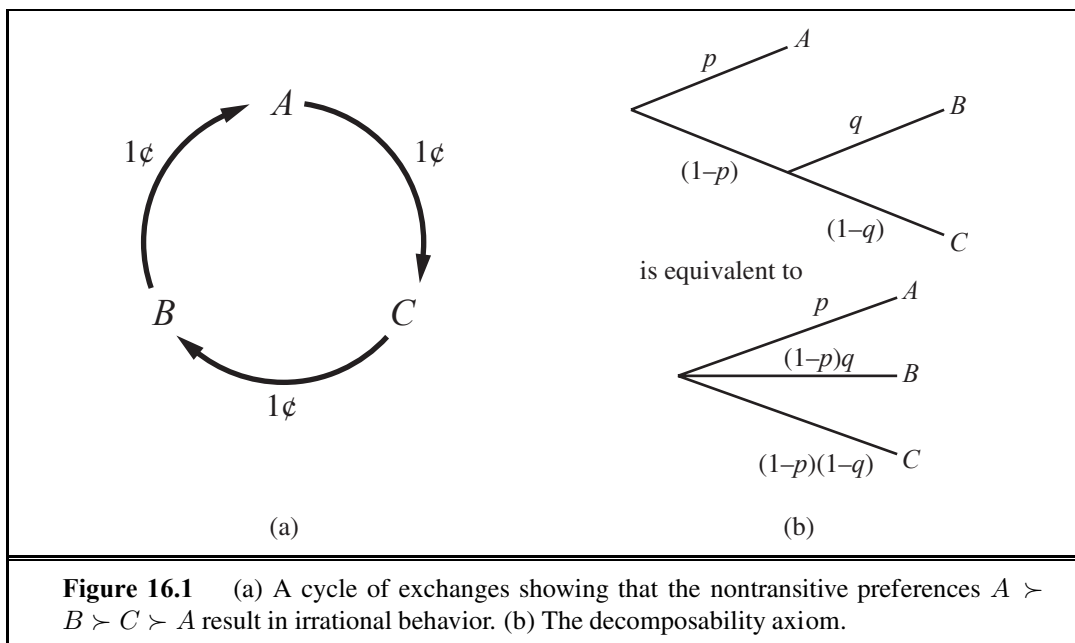 A
1¢
1¢
B
C
1¢
(a)
A
p
B
q
(1–p)
(1–q)
C
is equivalent to
A
p
(1–p)q
B
(1–p)(1–q)
C
(b)
Figure 16.1 (a) A cycle of exchanges showing that the nontransitive preferences A ≻
B ≻ C ≻ A result in irrational behavior. (b) The decomposability axiom.